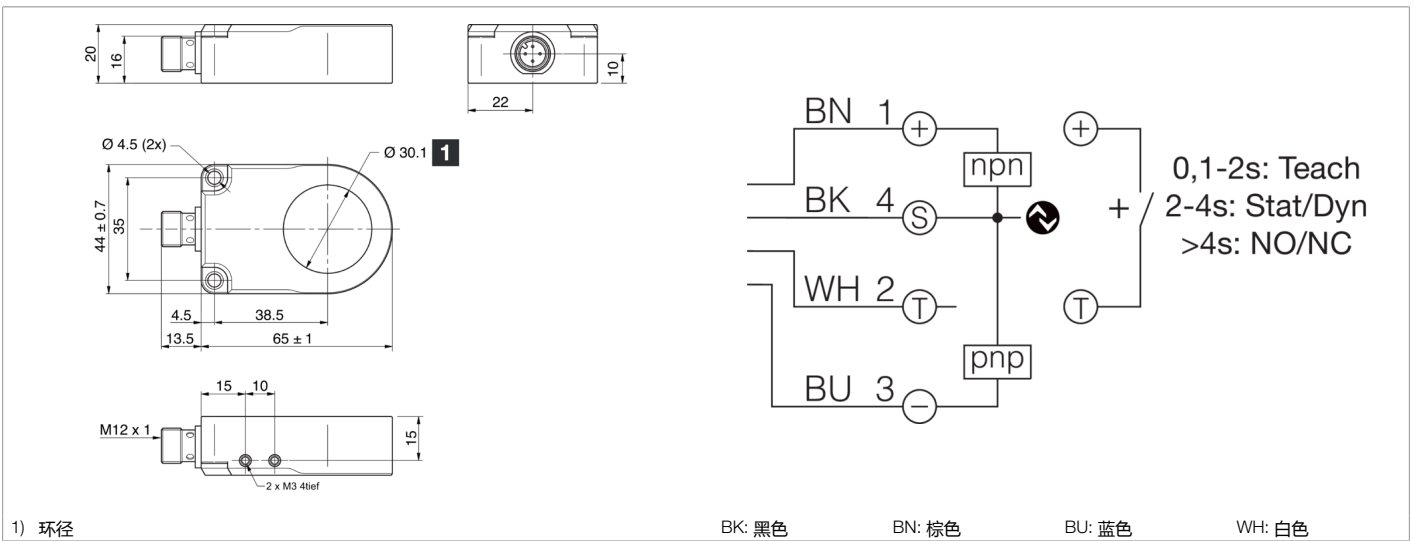 20
16
10
22
Ø 4.5 (2x)
Ø 30.1 1
44 ± 0.7
35
4.5 38.5
13.5 65 ± 1
15 10
M12 x 1
15
2 x M3 4tief
BN 1 +
npn
BK 4 S
WH 2 T
pnp
BU 3 −
+
+
T
0,1-2s: Teach
2-4s: Stat/Dyn
>4s: NO/NC
1) 环径
BK: 黑色 BN: 棕色 BU: 蓝色 WH: 白色